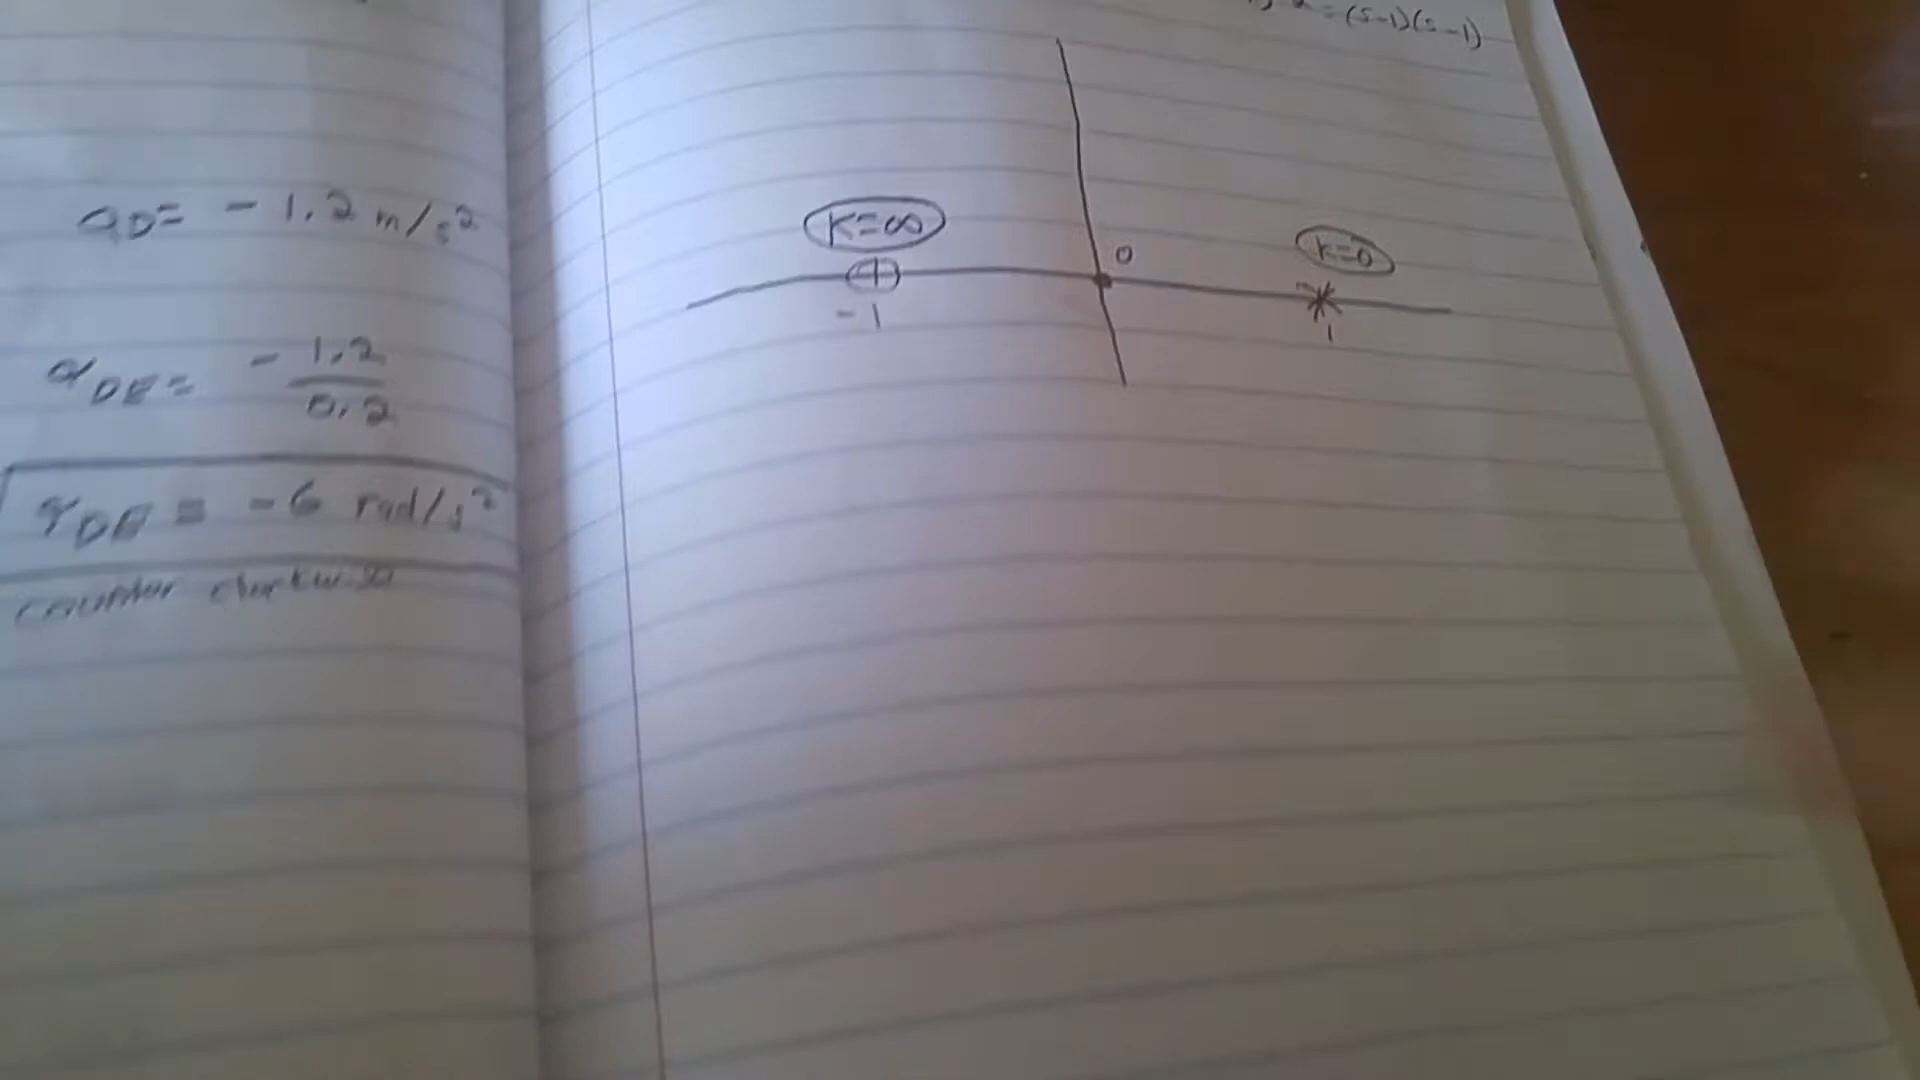 aD= - 1.2 m/s²
αDE= - 1.2 / 0.2
αDE = -6 rad/s²
counter clockwise
= (s-1)(s-1)
K=∞
0
K=0
-1
1